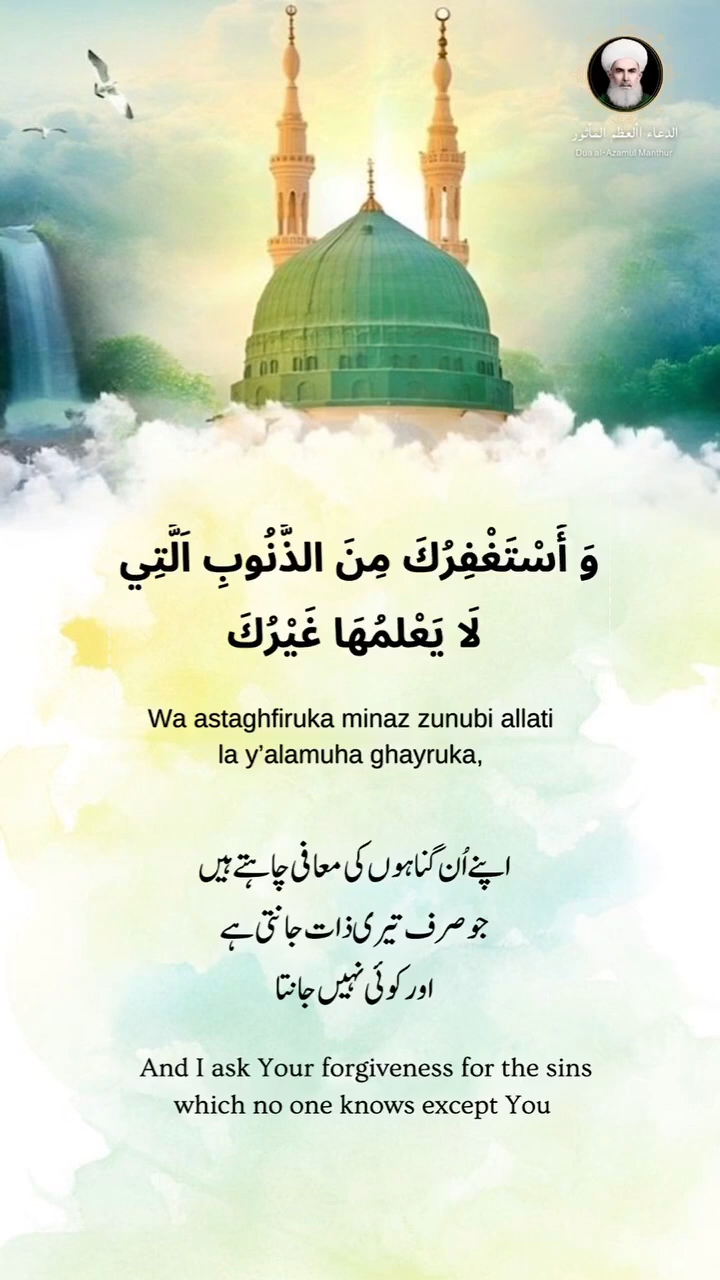 الدعاء االعظم المأثور
Dua al-Azamul Manthur
وَ أَسْتَغْفِرُكَ مِنَ الذَّنُوبِ اَلَّتِي
لَا يَعْلمُهَا غَيْرُكَ
Wa astaghfiruka minaz zunubi allati
la y’alamuha ghayruka,
اپنے اُن گناہوں کی معافی چاہتے ہیں
جو صرف تیری ذات جانتی ہے
اور کوئی نہیں جانتا
And I ask Your forgiveness for the sins
which no one knows except You